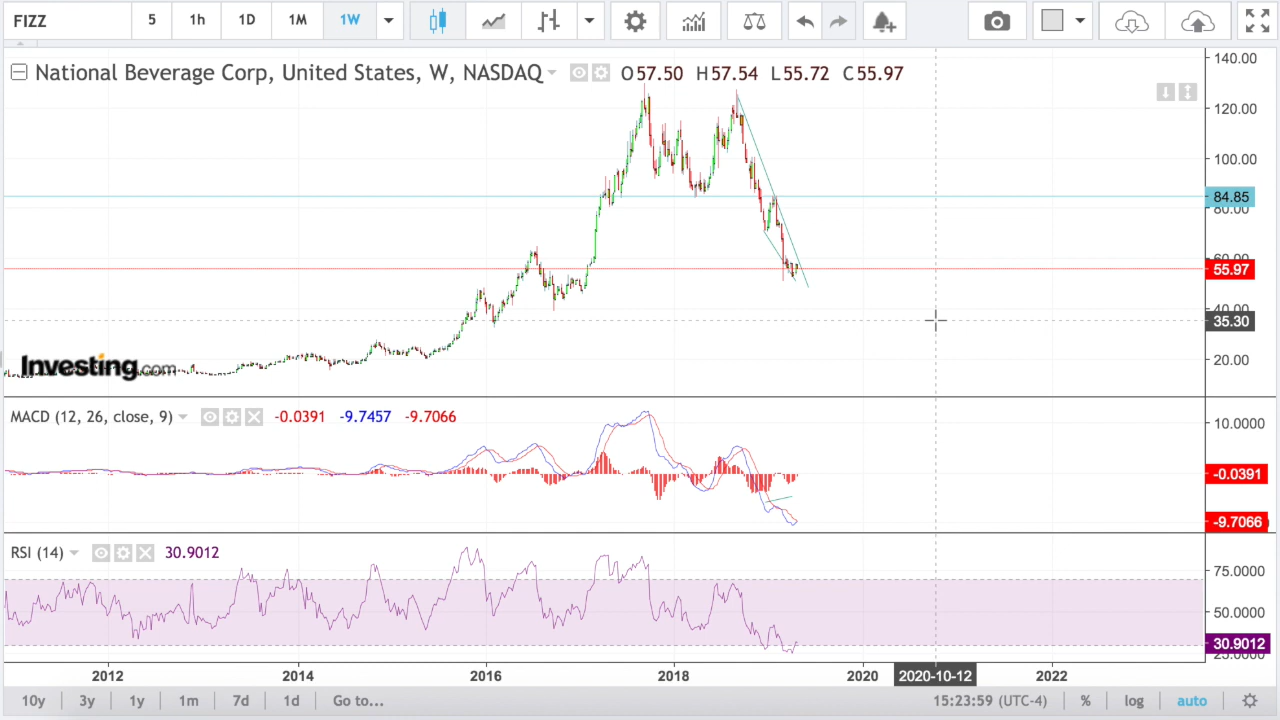 FIZZ 5 1h 1D 1M 1W
National Beverage Corp, United States, W, NASDAQ O57.50 H57.54 L55.72 C55.97
140.00
120.00
100.00
84.85
80.00
60.00
55.97
40.00
35.30
20.00
Investing.com
MACD (12, 26, close, 9) -0.0391 -9.7457 -9.7066
10.0000
-0.0391
-9.7066
RSI (14) 30.9012
75.0000
50.0000
30.9012
25.0000
2012 2014 2016 2018 2020 2020-10-12 2022
10y 3y 1y 1m 7d 1d Go to... 15:23:59 (UTC-4) % log auto